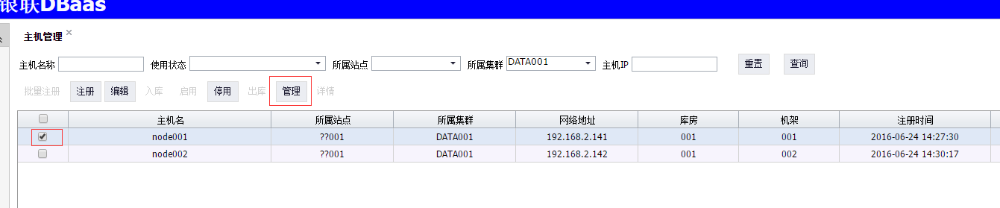 银联DBaas
主机管理 ×
主机名称 使用状态 所属站点 所属集群 DATA001 主机IP 重置 查询
批量注册 注册 编辑 入库 启用 停用 出库 管理 详情
主机名 所属站点 所属集群 网络地址 库房 机架 注册时间
node001 ??001 DATA001 192.168.2.141 001 001 2016-06-24 14:27:30
node002 ??001 DATA001 192.168.2.142 001 002 2016-06-24 14:30:17